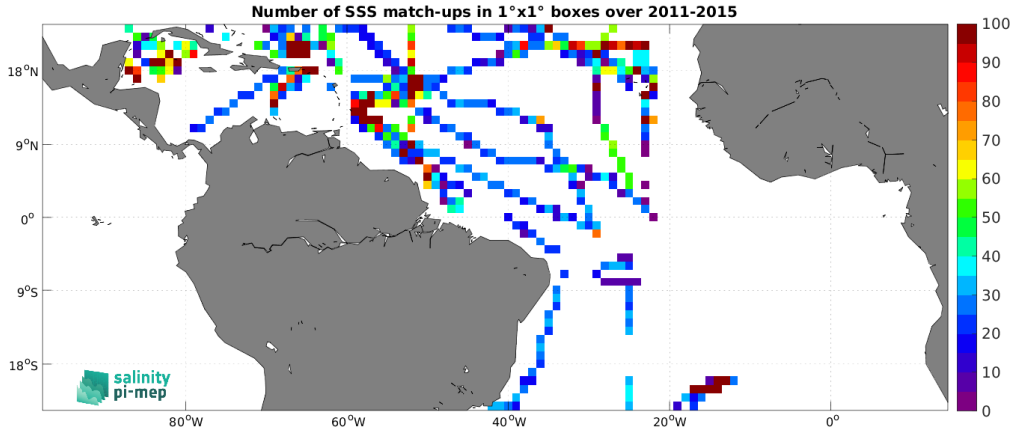 Number of SSS match-ups in 1°x1° boxes over 2011-2015
18°N
9°N
0°
9°S
18°S
80°W
60°W
40°W
20°W
0°
100
90
80
70
60
50
40
30
20
10
0
salinity
pi-mep